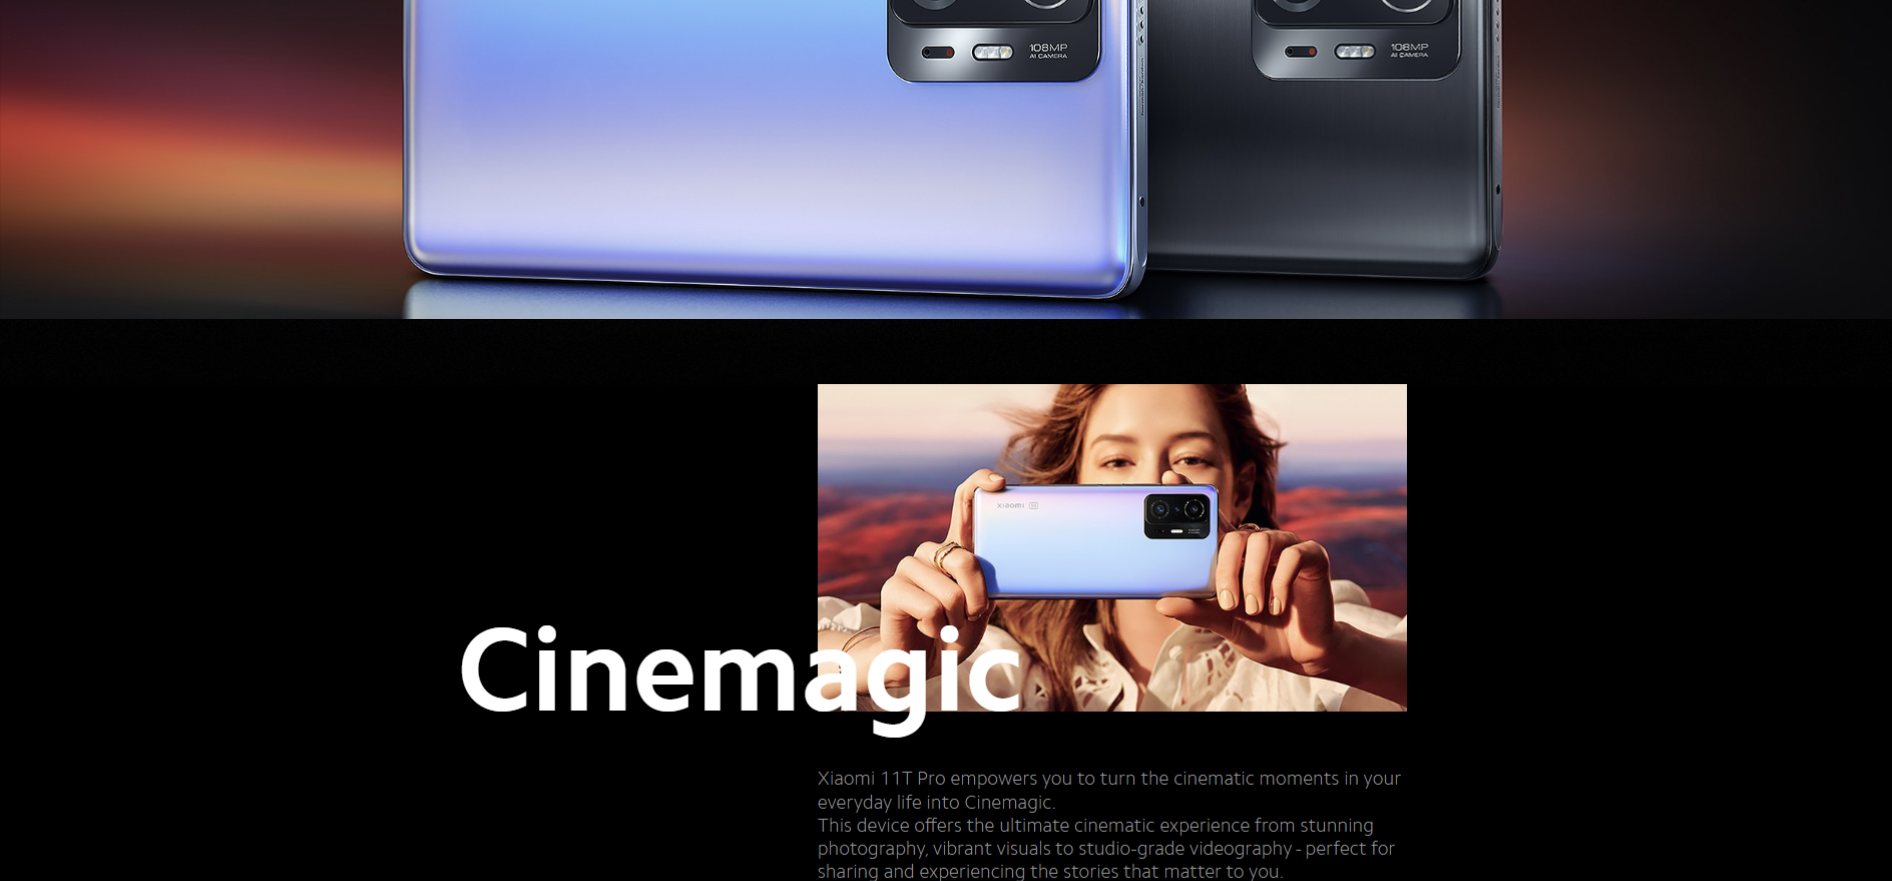 108MP
AI CAMERA
108MP
AI CAMERA
xiaomi
Cinemagic
Xiaomi 11T Pro empowers you to turn the cinematic moments in your
everyday life into Cinemagic.
This device offers the ultimate cinematic experience from stunning
photography, vibrant visuals to studio-grade videography - perfect for
sharing and experiencing the stories that matter to you.